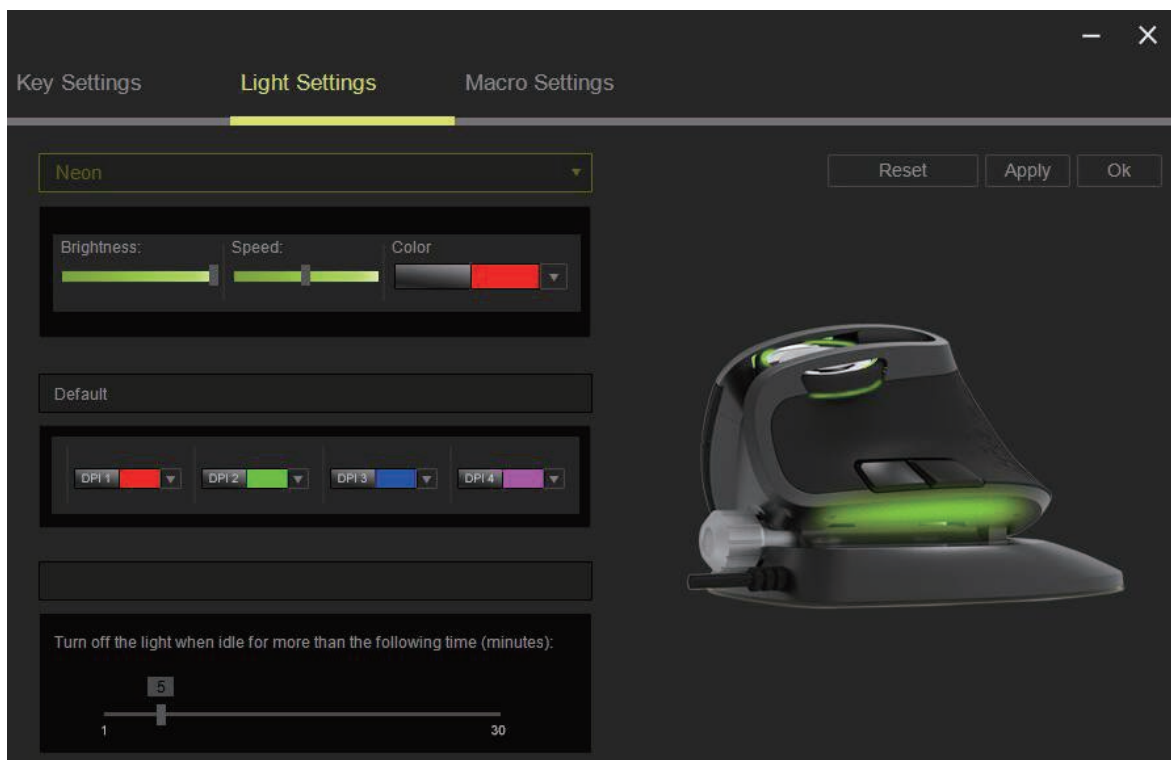 Key Settings Light Settings Macro Settings
Neon
Reset Apply Ok
Brightness: Speed: Color
Default
DPI 1 DPI 2 DPI 3 DPI 4
Turn off the light when idle for more than the following time (minutes):
5
1 30